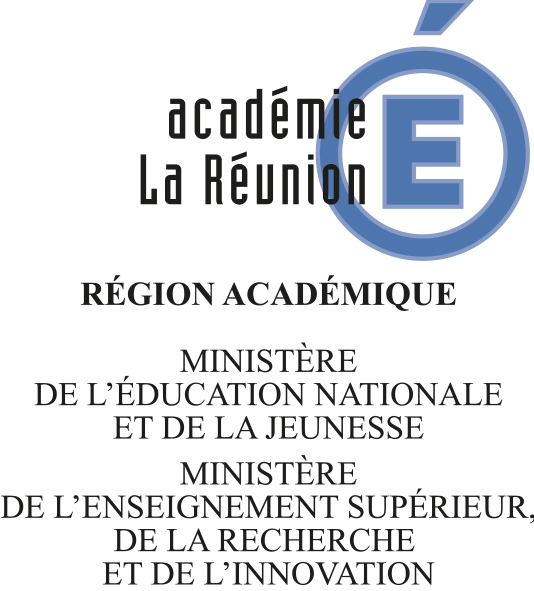 académie
La Réunion
É
RÉGION ACADÉMIQUE
MINISTÈRE
DE L’ÉDUCATION NATIONALE
ET DE LA JEUNESSE
MINISTÈRE
DE L’ENSEIGNEMENT SUPÉRIEUR,
DE LA RECHERCHE
ET DE L’INNOVATION